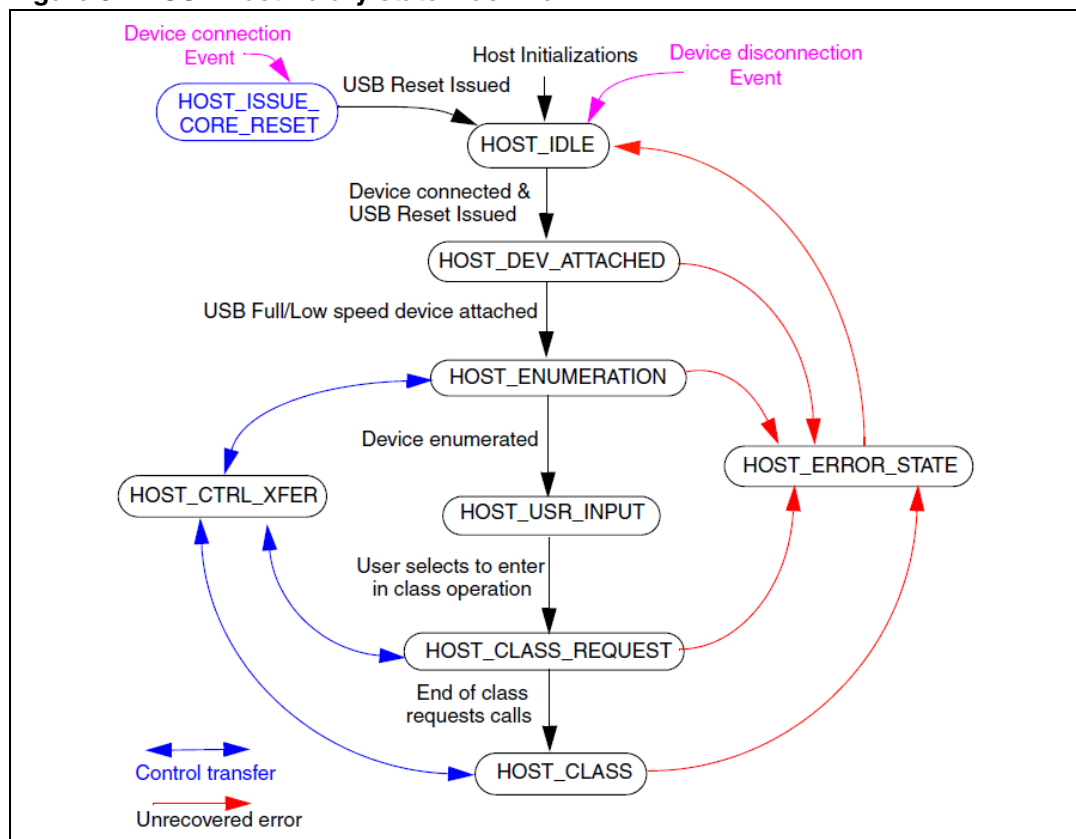 Device connection
Event
Host Initializations
Device disconnection
Event
USB Reset Issued
HOST_ISSUE_
CORE_RESET
HOST_IDLE
Device connected &
USB Reset Issued
HOST_DEV_ATTACHED
USB Full/Low speed device attached
HOST_ENUMERATION
Device enumerated
HOST_ERROR_STATE
HOST_CTRL_XFER
HOST_USR_INPUT
User selects to enter
in class operation
HOST_CLASS_REQUEST
End of class
requests calls
HOST_CLASS
Control transfer
Unrecovered error